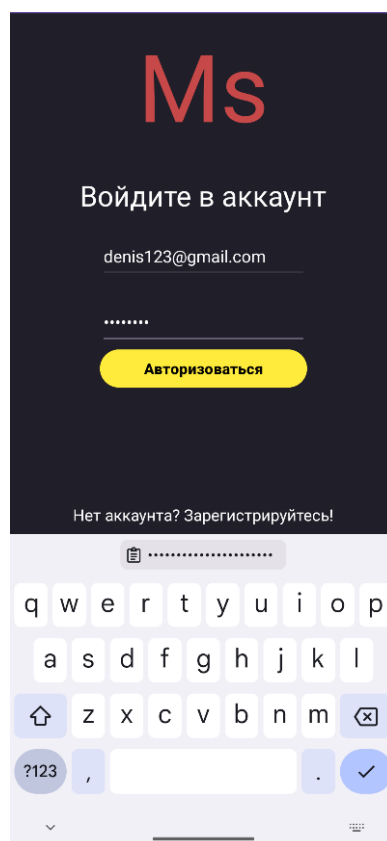 Ms
Войдите в аккаунт
denis123@gmail.com
••••••••
Авторизоваться
Нет аккаунта? Зарегистрируйтесь!
••••••••••••••••••••••
q w e r t y u i o p
a s d f g h j k l
z x c v b n m
?123 , .